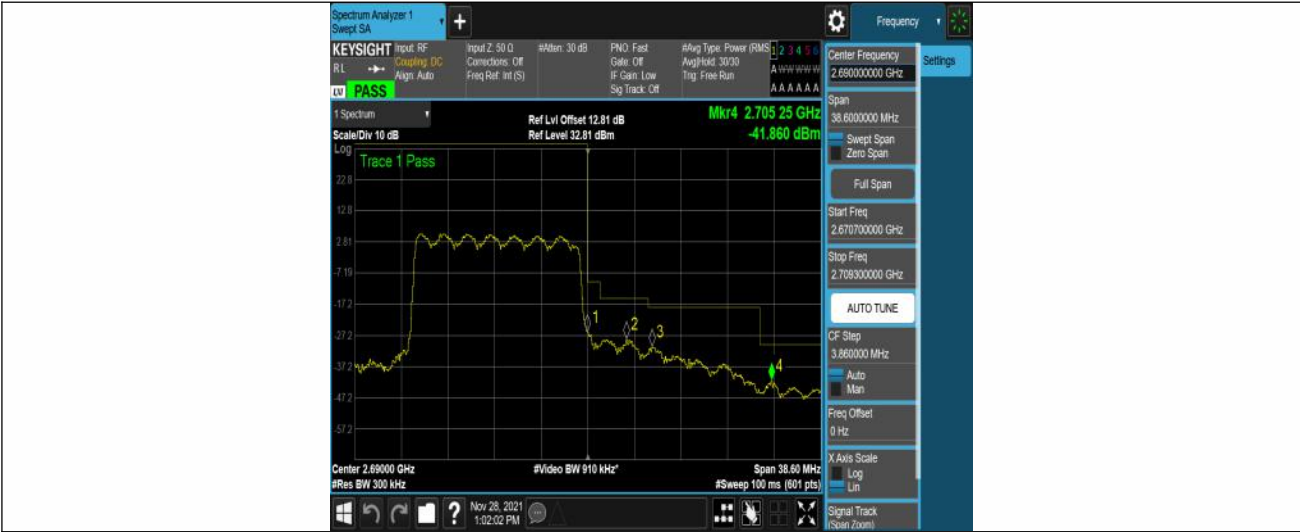 Spectrum Analyzer 1
Swept SA
+
Frequency
KEYSIGHT
RL
Input: RF
Coupling: DC
Align: Auto
Input Z: 50 Ω
Corrections: Off
Freq Ref: Int (S)
#Atten: 30 dB
PNO: Fast
Gate: Off
IF Gain: Low
Sig Track: Off
#Avg Type: Power (RMS
Avg|Hold: 30/30
Trig: Free Run
1 2 3 4 5 6
A W W W W W
A A A A A A
PASS
1 Spectrum
Scale/Div 10 dB
Ref Lvl Offset 12.81 dB
Ref Level 32.81 dBm
Mkr4 2.705 25 GHz
-41.860 dBm
Log
Trace 1 Pass
22.8
12.8
2.81
-7.19
-17.2
-27.2
-37.2
-47.2
-57.2
1
2
3
4
Center 2.69000 GHz
#Video BW 910 kHz*
Span 38.60 MHz
#Res BW 300 kHz
#Sweep 100 ms (601 pts)
Center Frequency
2.690000000 GHz
Settings
Span
38.6000000 MHz
Swept Span
Zero Span
Full Span
Start Freq
2.670700000 GHz
Stop Freq
2.709300000 GHz
AUTO TUNE
CF Step
3.860000 MHz
Auto
Man
Freq Offset
0 Hz
X Axis Scale
Log
Lin
Signal Track
(Span Zoom)
?
Nov 28, 2021
1:02:02 PM